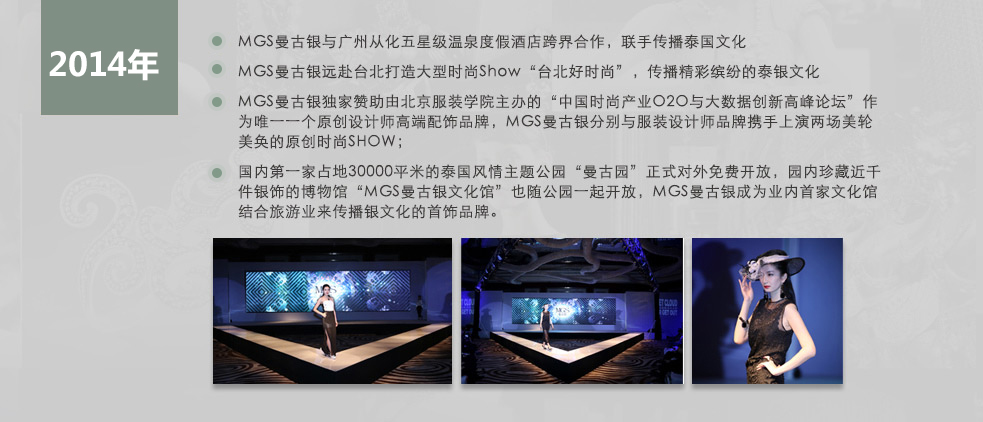 2014年
MGS曼古银与广州从化五星级温泉度假酒店跨界合作，联手传播泰国文化
MGS曼古银远赴台北打造大型时尚Show“台北好时尚”，传播精彩缤纷的泰银文化
MGS曼古银独家赞助由北京服装学院主办的“中国时尚产业O2O与大数据创新高峰论坛”作
为唯一一个原创设计师高端配饰品牌，MGS曼古银分别与服装设计师品牌携手上演两场美轮
美奂的原创时尚SHOW；
国内第一家占地30000平米的泰国风情主题公园“曼古园”正式对外免费开放，园内珍藏近千
件银饰的博物馆“MGS曼古银文化馆”也随公园一起开放，MGS曼古银成为业内首家文化馆
结合旅游业来传播银文化的首饰品牌。